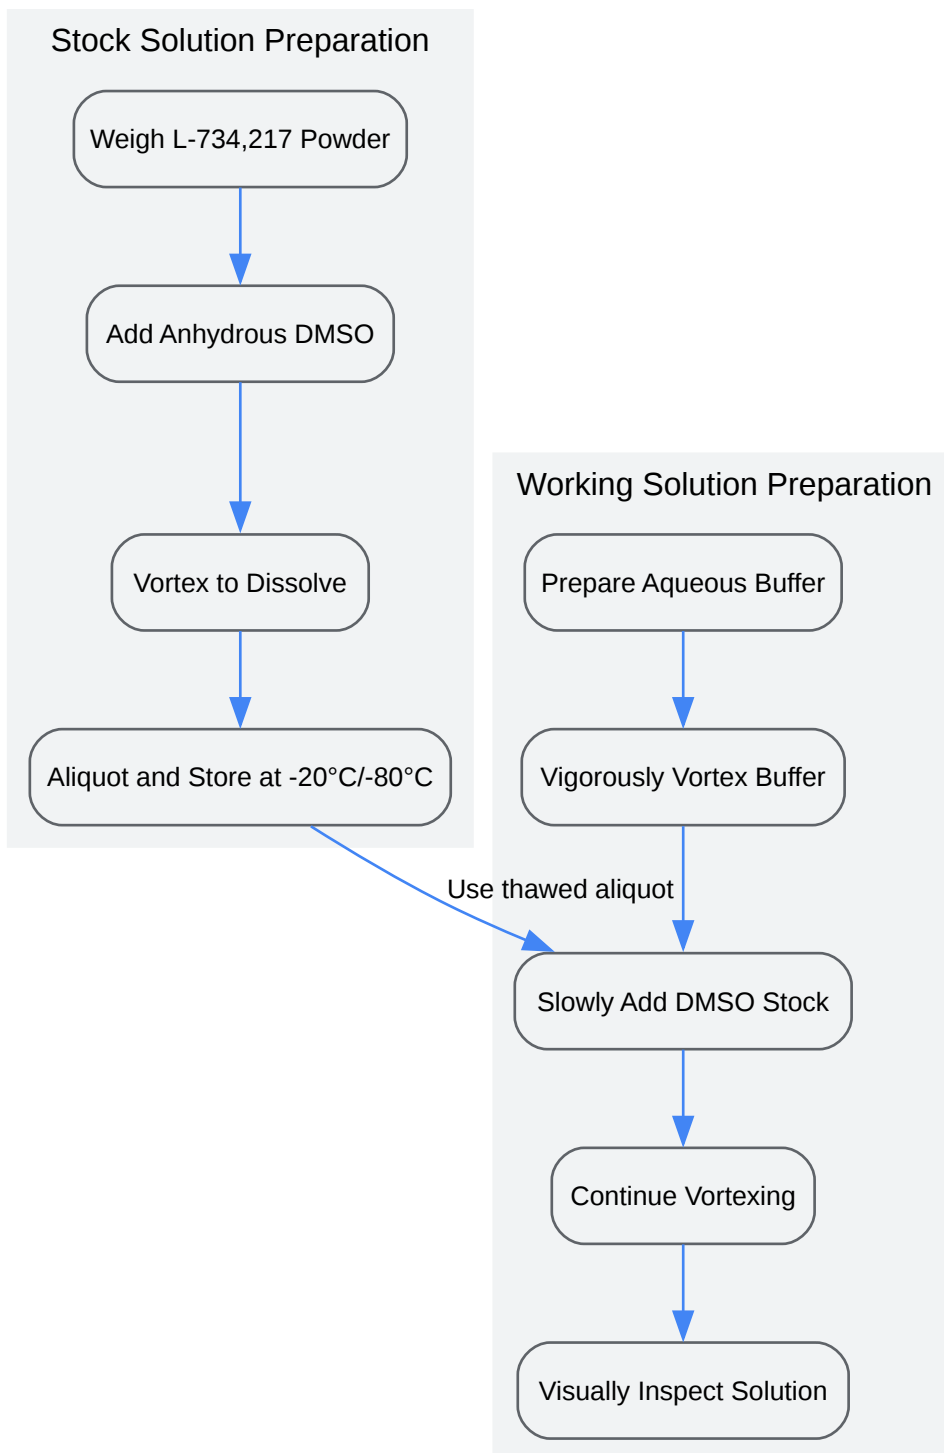 Stock Solution Preparation
Weigh L-734,217 Powder
Add Anhydrous DMSO
Vortex to Dissolve
Aliquot and Store at -20°C/-80°C
Use thawed aliquot
Working Solution Preparation
Prepare Aqueous Buffer
Vigorously Vortex Buffer
Slowly Add DMSO Stock
Continue Vortexing
Visually Inspect Solution